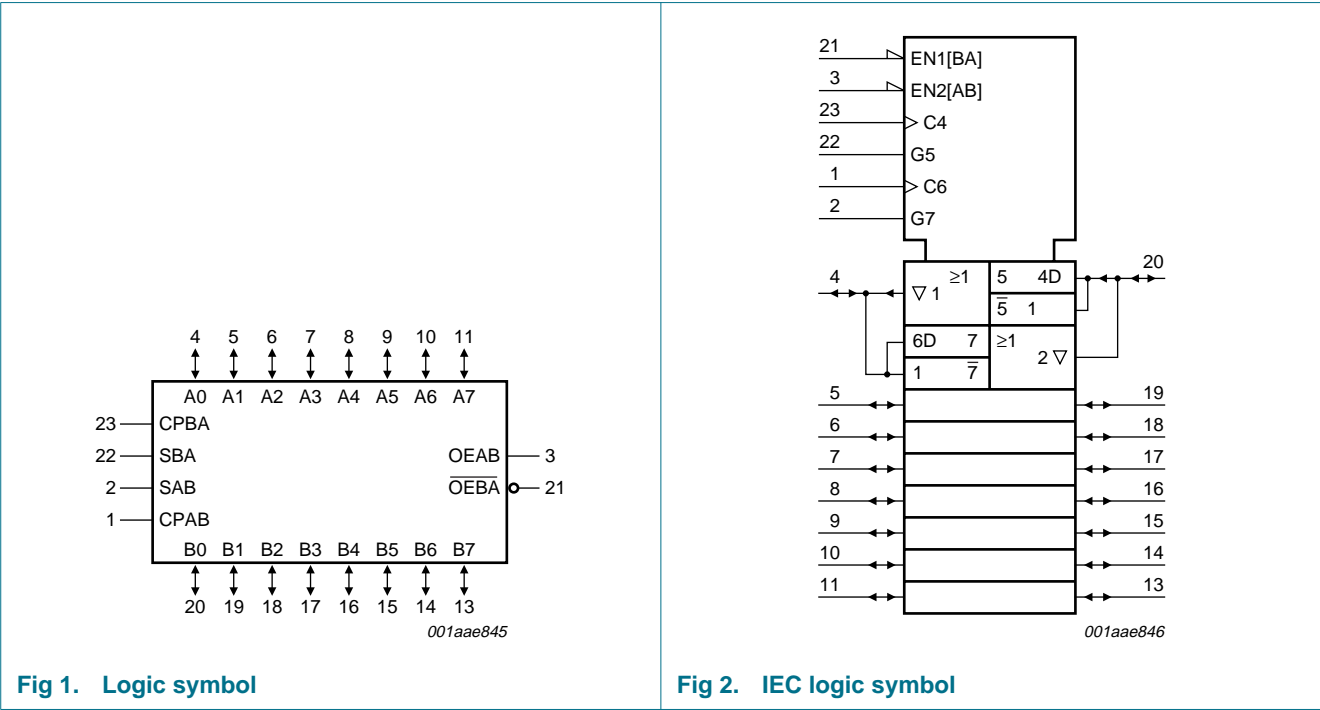 4 5 6 7 8 9 10 11
A0 A1 A2 A3 A4 A5 A6 A7
23 CPBA
22 SBA OEAB 3
2 SAB O̅E̅B̅A̅ 21
1 CPAB
B0 B1 B2 B3 B4 B5 B6 B7
20 19 18 17 16 15 14 13
001aae845
Fig 1. Logic symbol
21 EN1[BA]
3 EN2[AB]
23 C4
22 G5
1 C6
2 G7
4 ▽ 1 ≥1 5 4D 20
5̅ 1
6D 7 ≥1
2 ▽
1 7̅
5 19
6 18
7 17
8 16
9 15
10 14
11 13
001aae846
Fig 2. IEC logic symbol